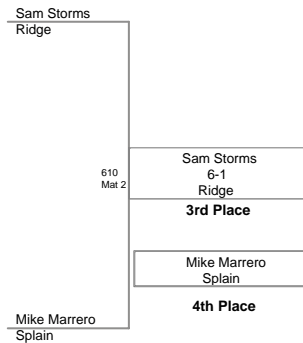 Sam Storms
Ridge
Sam Storms
6-1
Ridge
610
Mat 2
3rd Place
Mike Marrero
Splain
4th Place
Mike Marrero
Splain